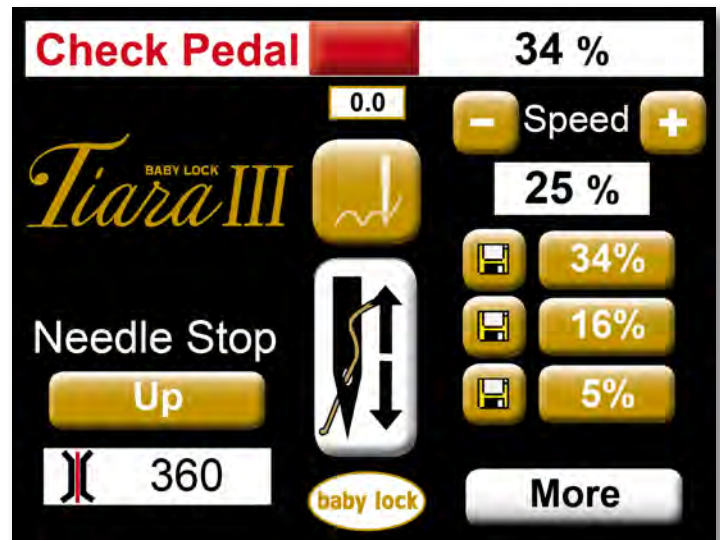 Check Pedal
34 %
0.0
- Speed +
BABY LOCK
Tiara III
25 %
34%
16%
Needle Stop
Up
5%
360
baby lock
More